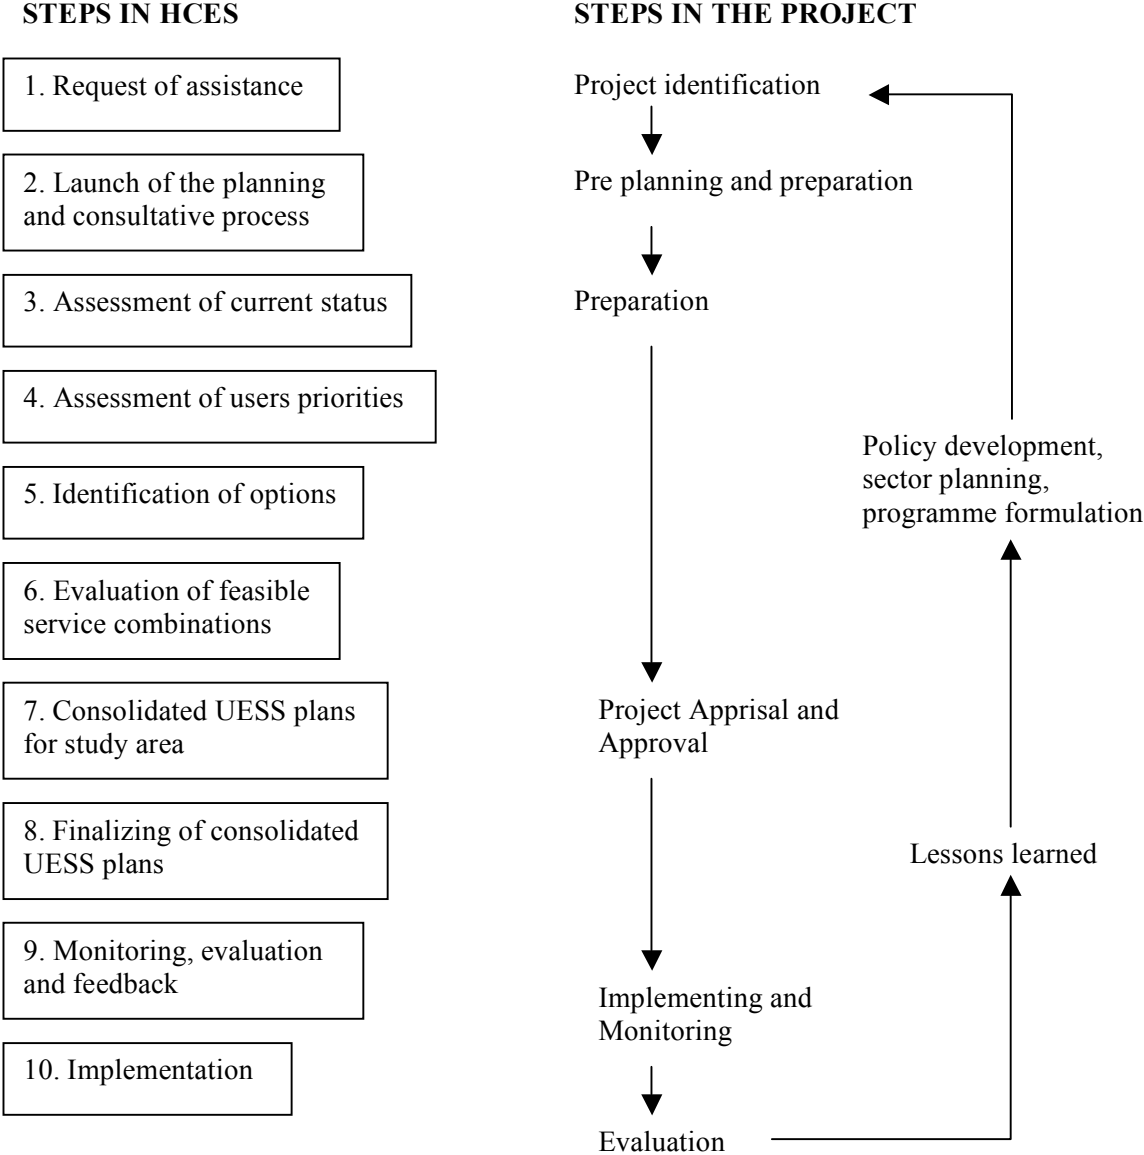 STEPS IN HCES
1. Request of assistance
2. Launch of the planning
and consultative process
3. Assessment of current status
4. Assessment of users priorities
5. Identification of options
6. Evaluation of feasible
service combinations
7. Consolidated UESS plans
for study area
8. Finalizing of consolidated
UESS plans
9. Monitoring, evaluation
and feedback
10. Implementation
STEPS IN THE PROJECT
Project identification
Pre planning and preparation
Preparation
Project Apprisal and
Approval
Implementing and
Monitoring
Evaluation
Lessons learned
Policy development,
sector planning,
programme formulation